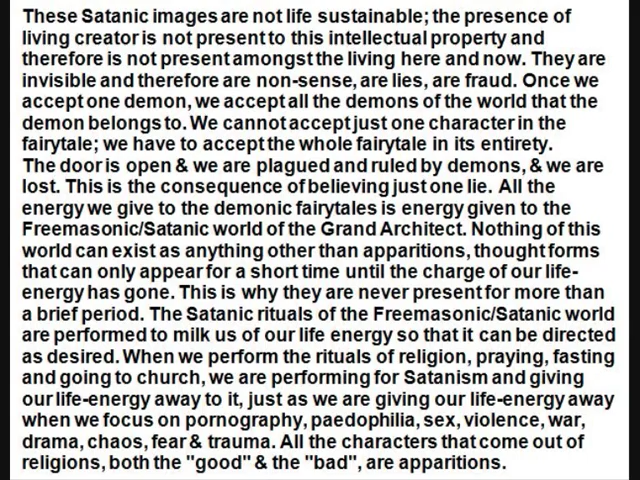 These Satanic images are not life sustainable; the presence of
living creator is not present to this intellectual property and
therefore is not present amongst the living here and now. They are
invisible and therefore are non-sense, are lies, are fraud. Once we
accept one demon, we accept all the demons of the world that the
demon belongs to. We cannot accept just one character in the
fairytale; we have to accept the whole fairytale in its entirety.
The door is open & we are plagued and ruled by demons, & we are
lost. This is the consequence of believing just one lie. All the
energy we give to the demonic fairytales is energy given to the
Freemasonic/Satanic world of the Grand Architect. Nothing of this
world can exist as anything other than apparitions, thought forms
that can only appear for a short time until the charge of our life-
energy has gone. This is why they are never present for more than
a brief period. The Satanic rituals of the Freemasonic/Satanic world
are performed to milk us of our life energy so that it can be directed
as desired. When we perform the rituals of religion, praying, fasting
and going to church, we are performing for Satanism and giving
our life-energy away to it, just as we are giving our life-energy away
when we focus on pornography, paedophilia, sex, violence, war,
drama, chaos, fear & trauma. All the characters that come out of
religions, both the "good" & the "bad", are apparitions.